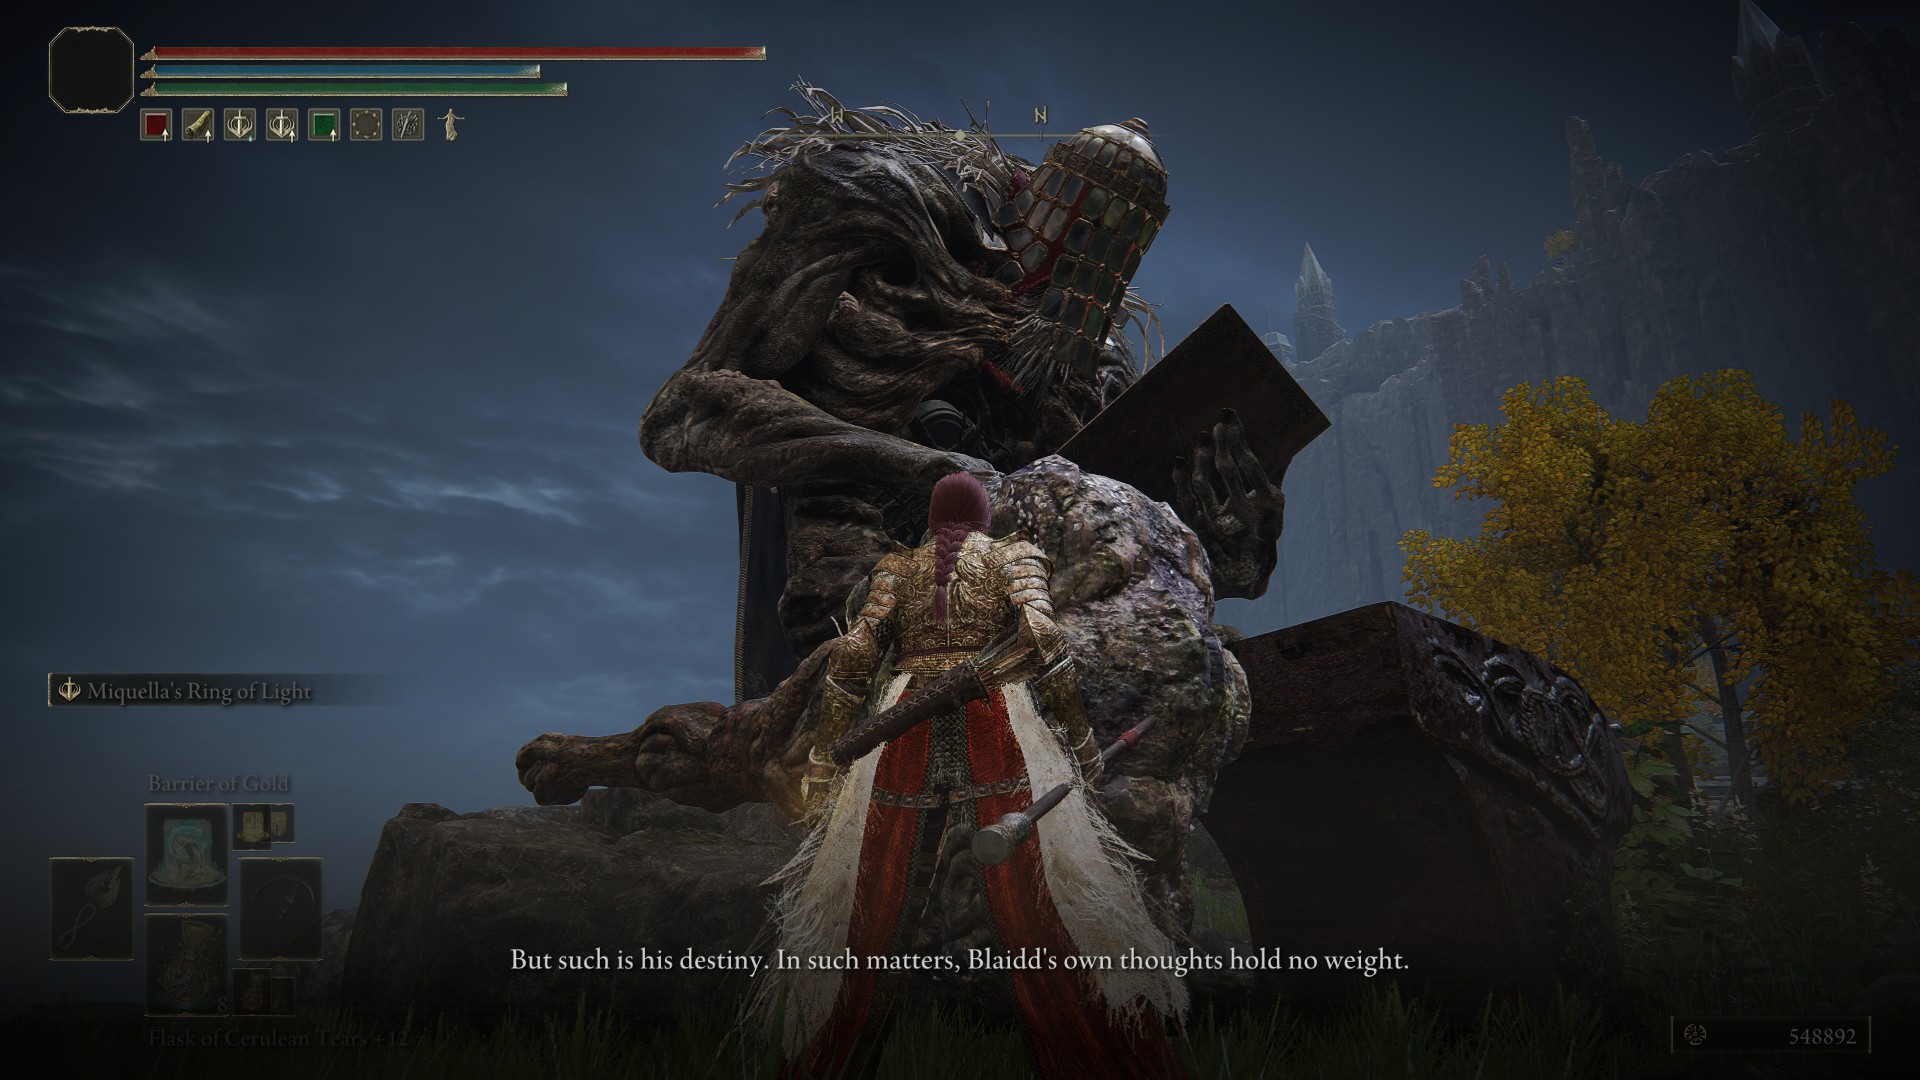 W
N
Miquella's Ring of Light
Barrier of Gold
8
But such is his destiny. In such matters, Blaidd's own thoughts hold no weight.
Flask of Cerulean Tears +12
548892